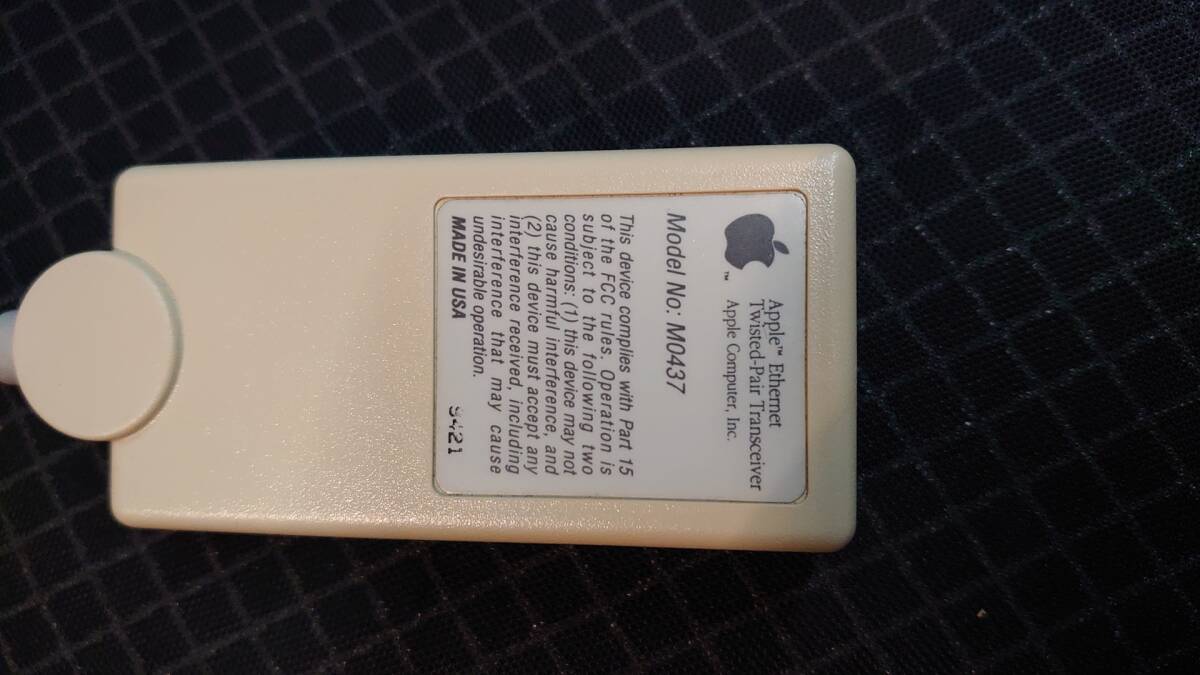 Apple™ Ethernet
Twisted-Pair Transceiver
Apple Computer, Inc.
™
Model No: M0437
This device complies with Part 15
of the FCC rules. Operation is
subject to the following two
conditions: (1) this device may not
cause harmful interference, and
(2) this device must accept any
interference received, including
interference that may cause
undesirable operation.
MADE IN USA
9421